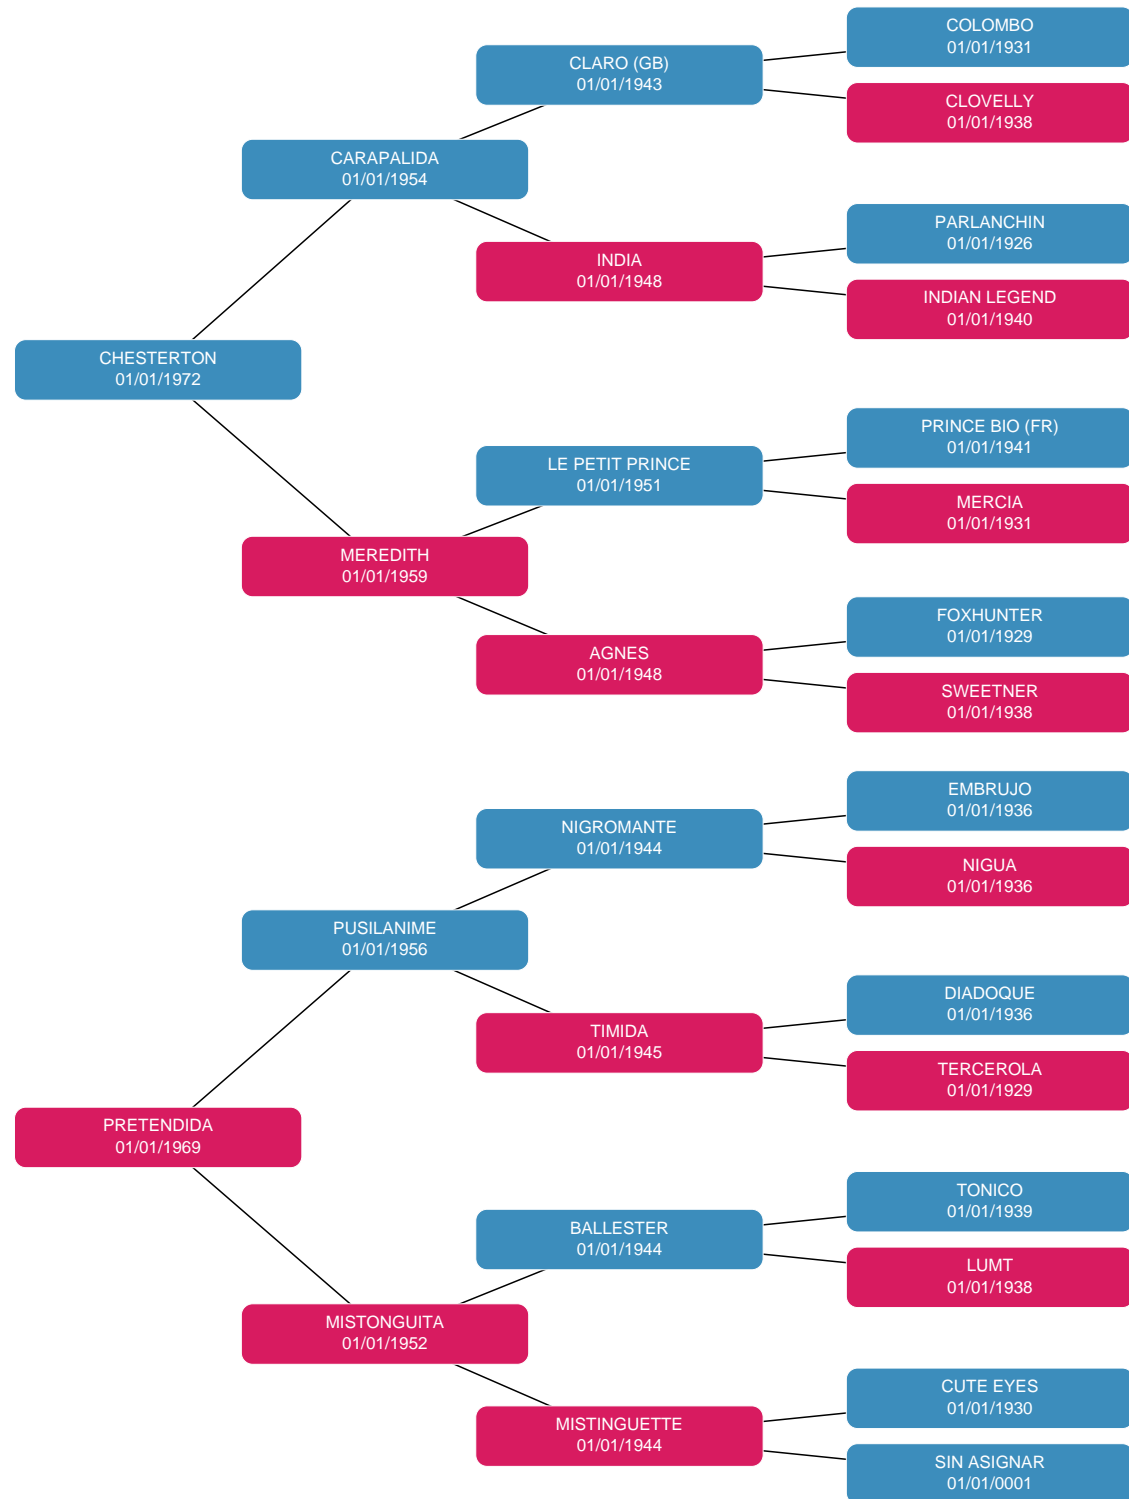 COLOMBO
01/01/1931
CLARO (GB)
01/01/1943
CLOVELLY
01/01/1938
CARAPALIDA
01/01/1954
PARLANCHIN
01/01/1926
INDIA
01/01/1948
INDIAN LEGEND
01/01/1940
CHESTERTON
01/01/1972
PRINCE BIO (FR)
01/01/1941
LE PETIT PRINCE
01/01/1951
MERCIA
01/01/1931
MEREDITH
01/01/1959
FOXHUNTER
01/01/1929
AGNES
01/01/1948
SWEETNER
01/01/1938
EMBRUJO
01/01/1936
NIGROMANTE
01/01/1944
NIGUA
01/01/1936
PUSILANIME
01/01/1956
DIADOQUE
01/01/1936
TIMIDA
01/01/1945
TERCEROLA
01/01/1929
PRETENDIDA
01/01/1969
TONICO
01/01/1939
BALLESTER
01/01/1944
LUMT
01/01/1938
MISTONGUITA
01/01/1952
CUTE EYES
01/01/1930
MISTINGUETTE
01/01/1944
SIN ASIGNAR
01/01/0001